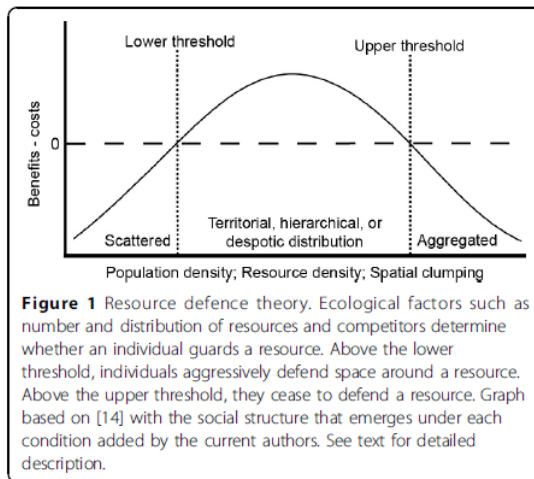 Lower threshold
Upper threshold
Benefits - costs
0
Scattered
Territorial, hierarchical, or
despotic distribution
Aggregated
Population density; Resource density; Spatial clumping
Figure 1 Resource defence theory. Ecological factors such as
number and distribution of resources and competitors determine
whether an individual guards a resource. Above the lower
threshold, individuals aggressively defend space around a resource.
Above the upper threshold, they cease to defend a resource. Graph
based on [14] with the social structure that emerges under each
condition added by the current authors. See text for detailed
description.